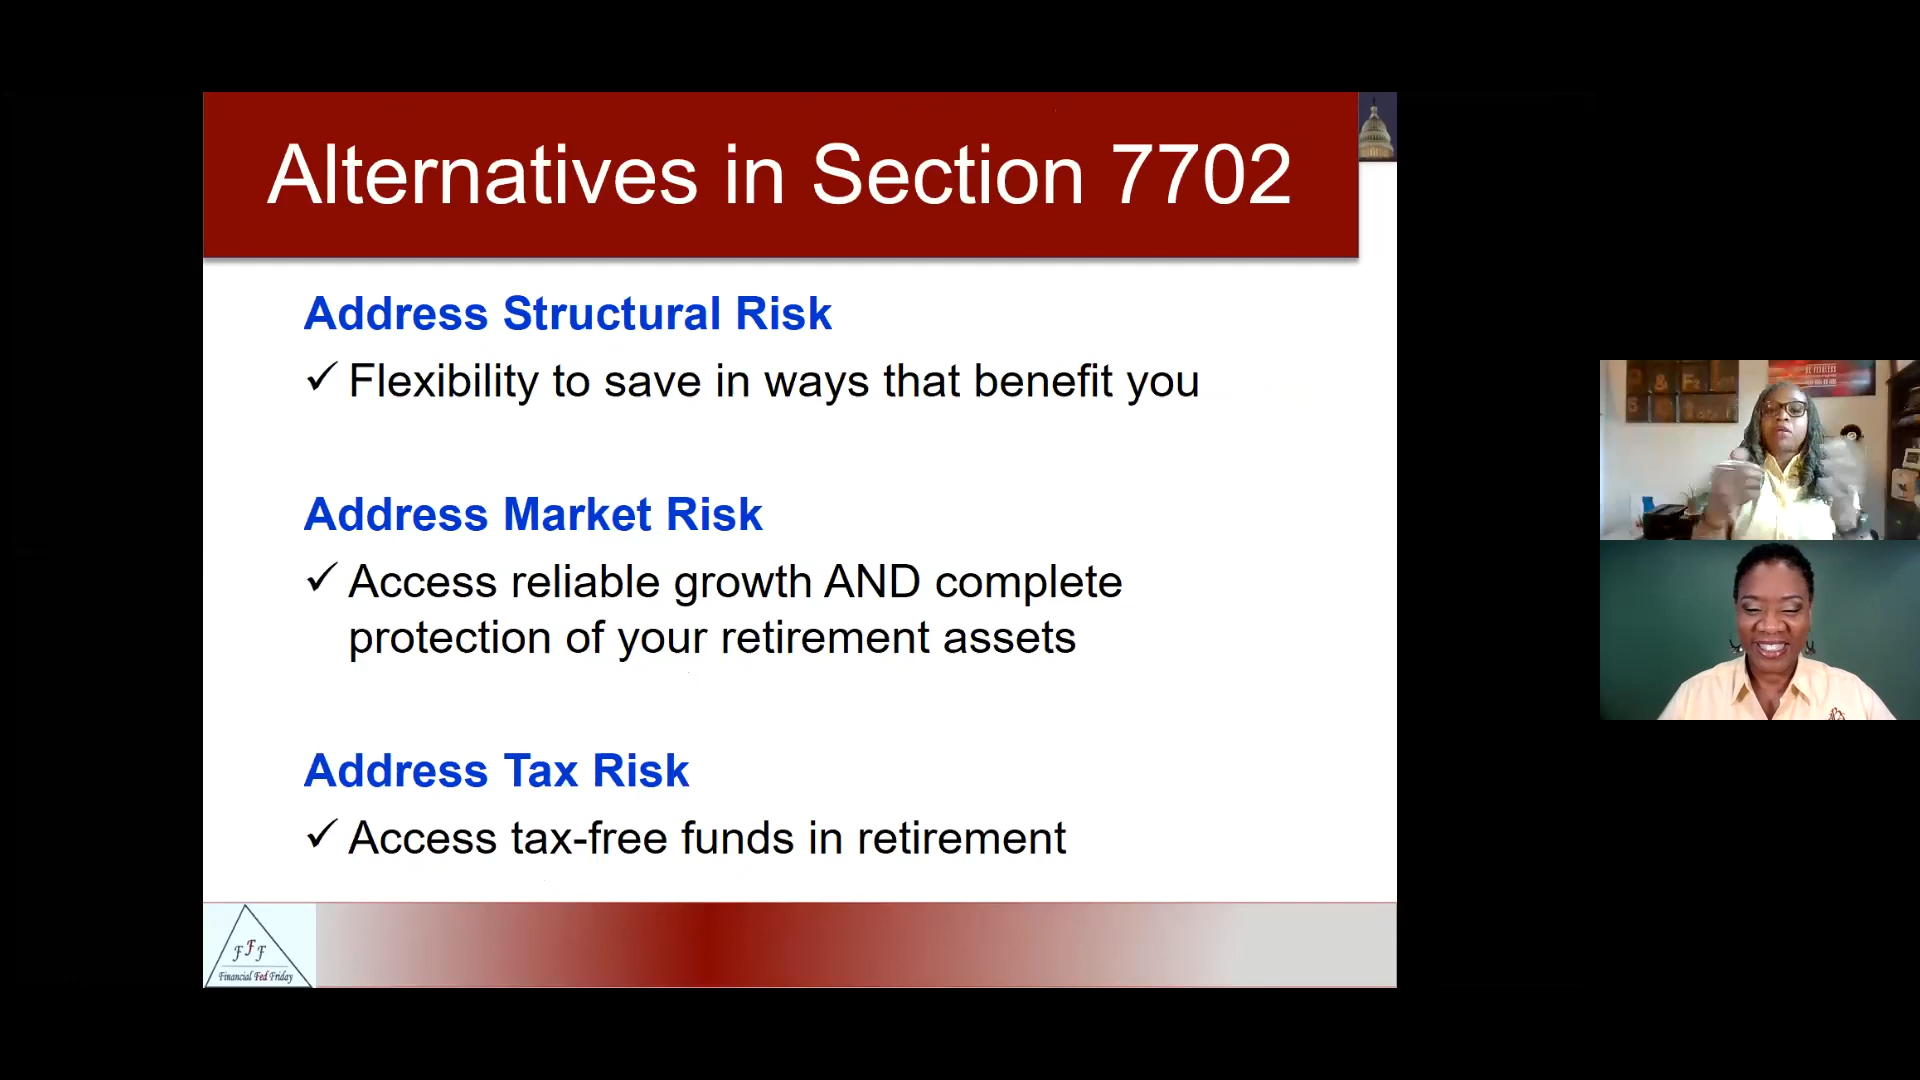 Alternatives in Section 7702
Address Structural Risk
✓ Flexibility to save in ways that benefit you
Address Market Risk
✓ Access reliable growth AND complete
protection of your retirement assets
Address Tax Risk
✓ Access tax-free funds in retirement
FFF
Financial Fed Friday
BE FEARLESS